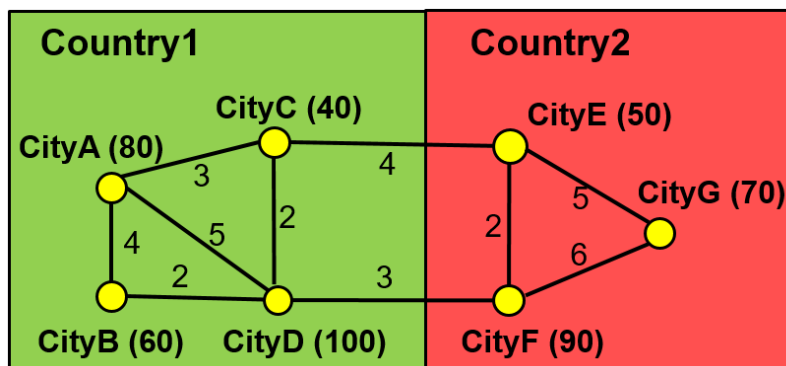 Country1
Country2
CityC (40)
CityE (50)
CityA (80)
4
3
CityG (70)
5
4
5
2
2
6
2
3
CityB (60)
CityD (100)
CityF (90)